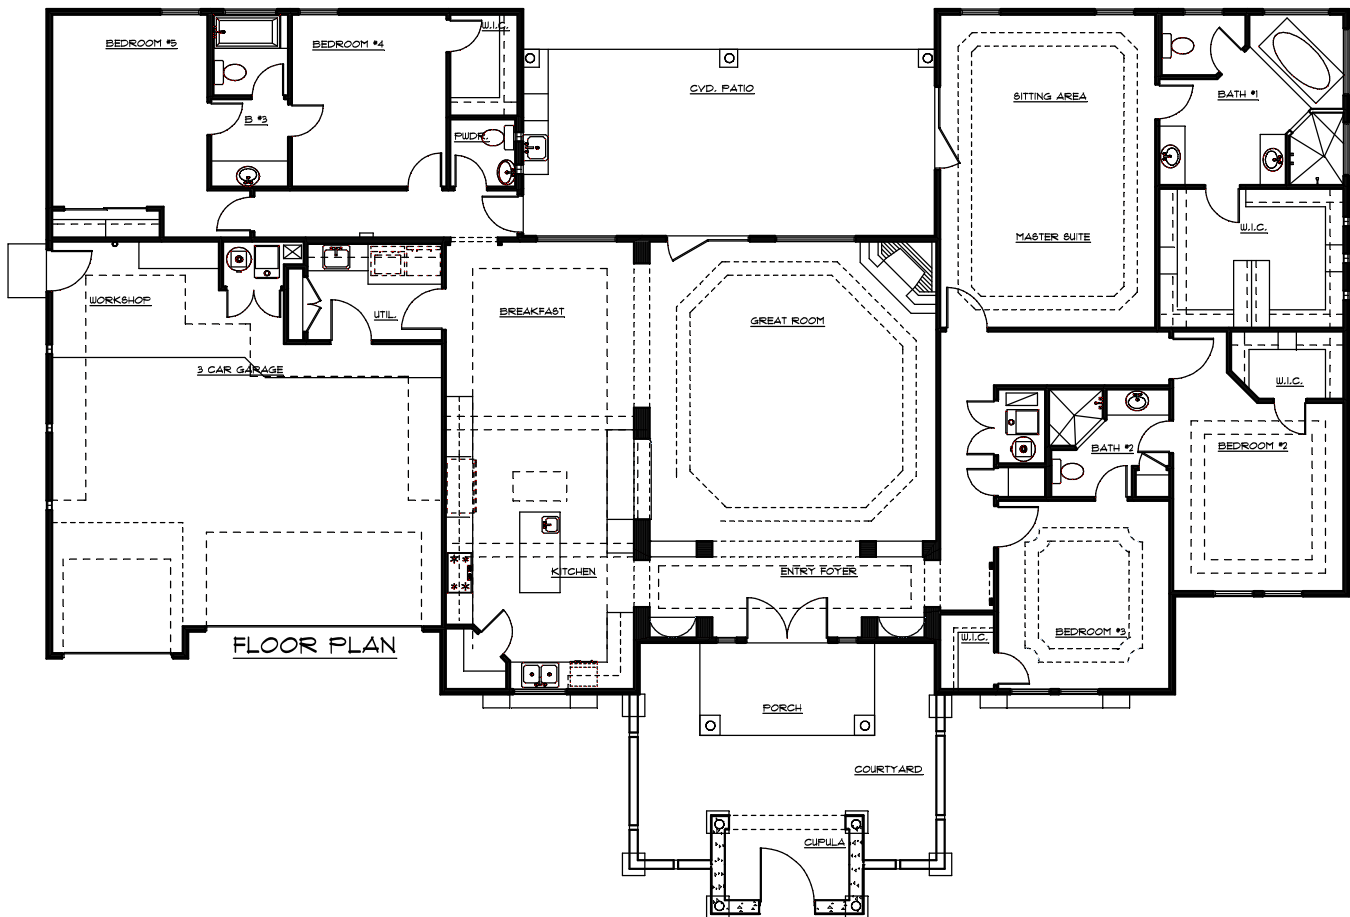 BEDROOM #5
BEDROOM #4
W.I.C.
B #3
PWDR.
CVD. PATIO
SITTING AREA
BATH #1
MASTER SUITE
W.I.C.
WORKSHOP
UTIL.
BREAKFAST
GREAT ROOM
3 CAR GARAGE
W.I.C.
BATH #2
BEDROOM #2
KITCHEN
ENTRY FOYER
FLOOR PLAN
W.I.C.
BEDROOM #3
PORCH
COURTYARD
CUPULA